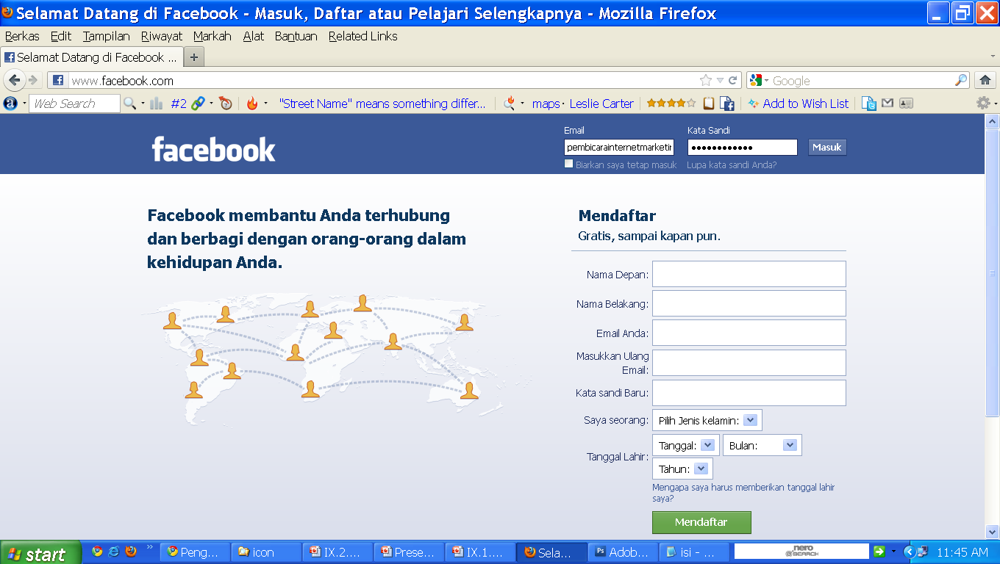 Selamat Datang di Facebook - Masuk, Daftar atau Pelajari Selengkapnya - Mozilla Firefox
Berkas Edit Tampilan Riwayat Markah Alat Bantuan Related Links
Selamat Datang di Facebook ...
www.facebook.com
Google
Web Search
#2
"Street Name" means something differ...
maps · Leslie Carter
Add to Wish List
facebook
Email
Kata Sandi
pembicarainternetmarketin
Masuk
Biarkan saya tetap masuk
Lupa kata sandi Anda?
Facebook membantu Anda terhubung
dan berbagi dengan orang-orang dalam
kehidupan Anda.
Mendaftar
Gratis, sampai kapan pun.
Nama Depan:
Nama Belakang:
Email Anda:
Masukkan Ulang
Email:
Kata sandi Baru:
Saya seorang:
Pilih Jenis kelamin:
Tanggal Lahir:
Tanggal:
Bulan:
Tahun:
Mengapa saya harus memberikan tanggal lahir
saya?
Mendaftar
start
Peng...
icon
IX.2....
Prese...
IX.1....
Sela...
Adob...
isi - ...
nero
SEARCH
11:45 AM